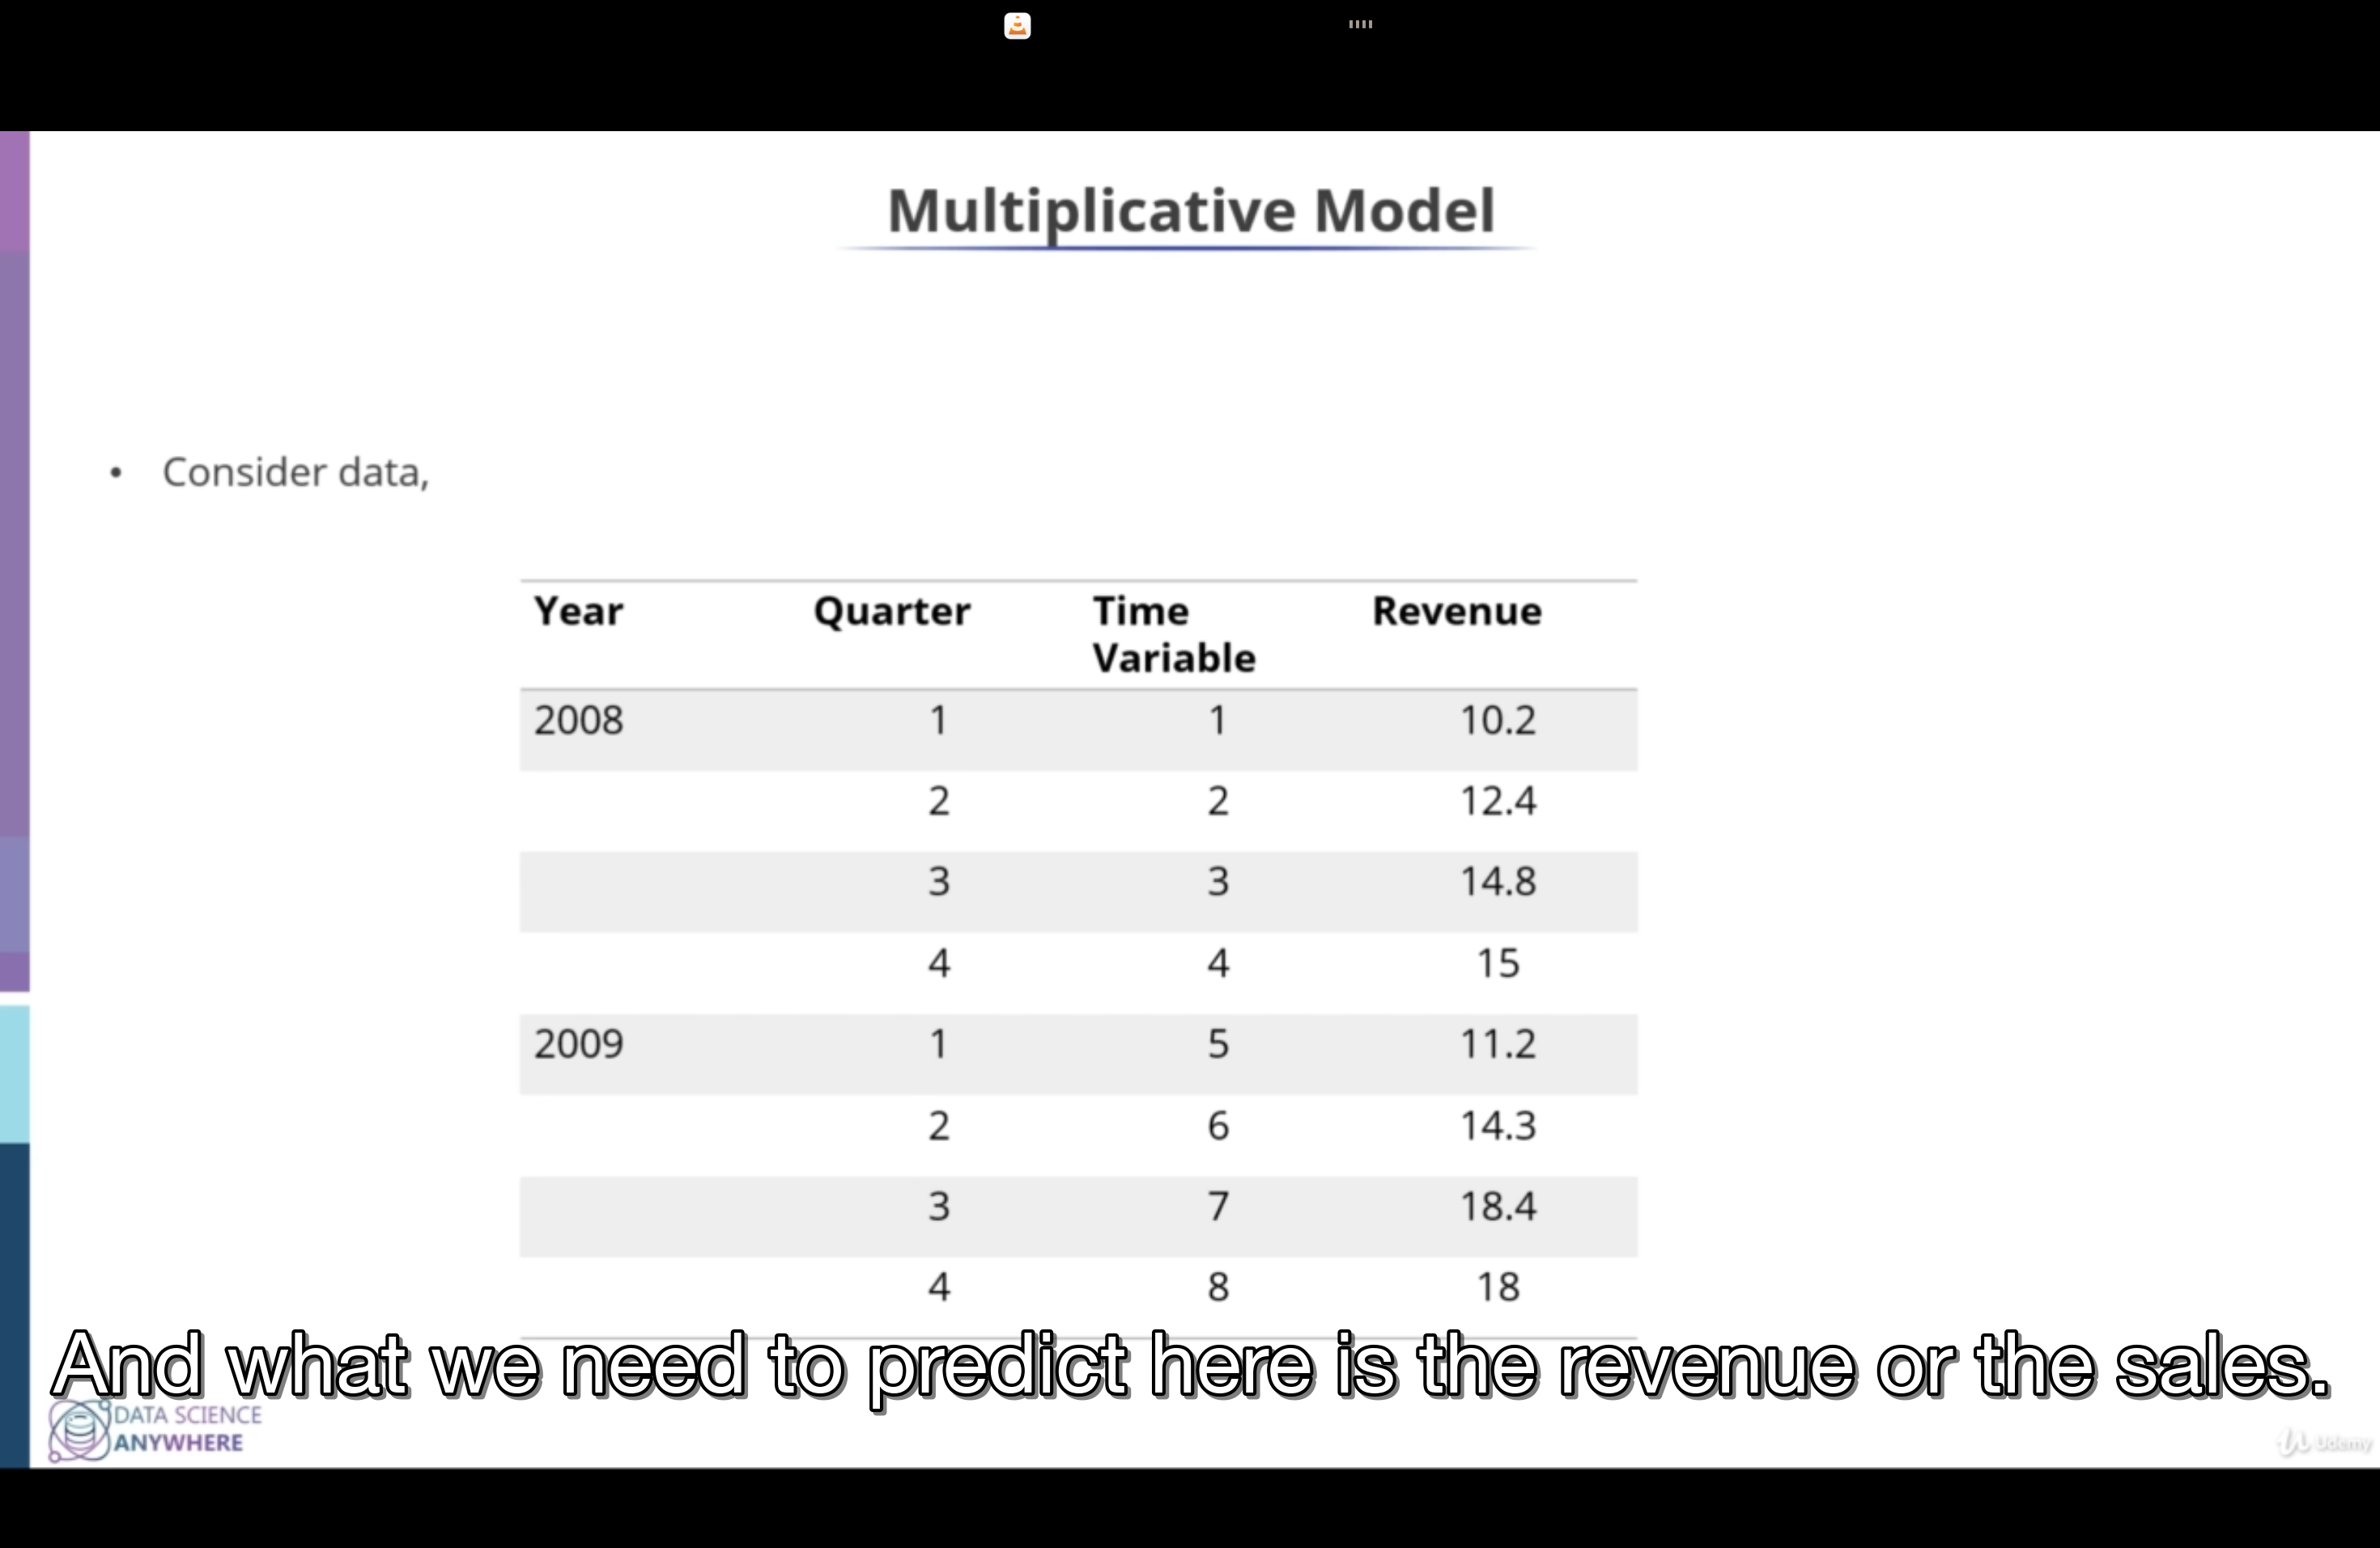 Multiplicative Model
• Consider data,
Year Quarter Time Variable Revenue
2008 1 1 10.2
2 2 12.4
3 3 14.8
4 4 15
2009 1 5 11.2
2 6 14.3
3 7 18.4
4 8 18
And what we need to predict here is the revenue or the sales.
DATA SCIENCE
ANYWHERE
Udemy